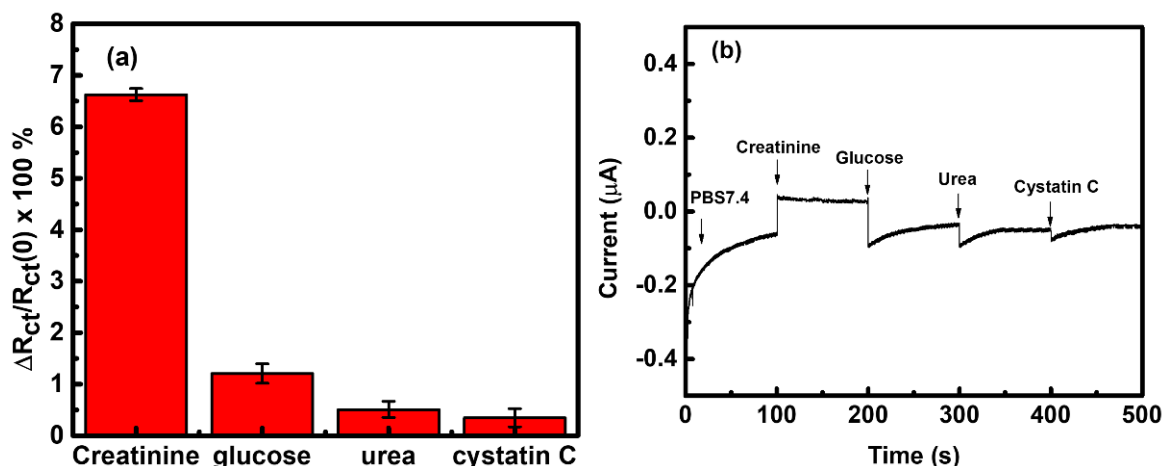 (a)
ΔRct/Rct(0) x 100 %
8
7
6
5
4
3
2
1
0
Creatinine glucose urea cystatin C
(b)
Current (μA)
0.4
0.2
0.0
-0.2
-0.4
PBS7.4
Creatinine
Glucose
Urea
Cystatin C
0 100 200 300 400 500
Time (s)